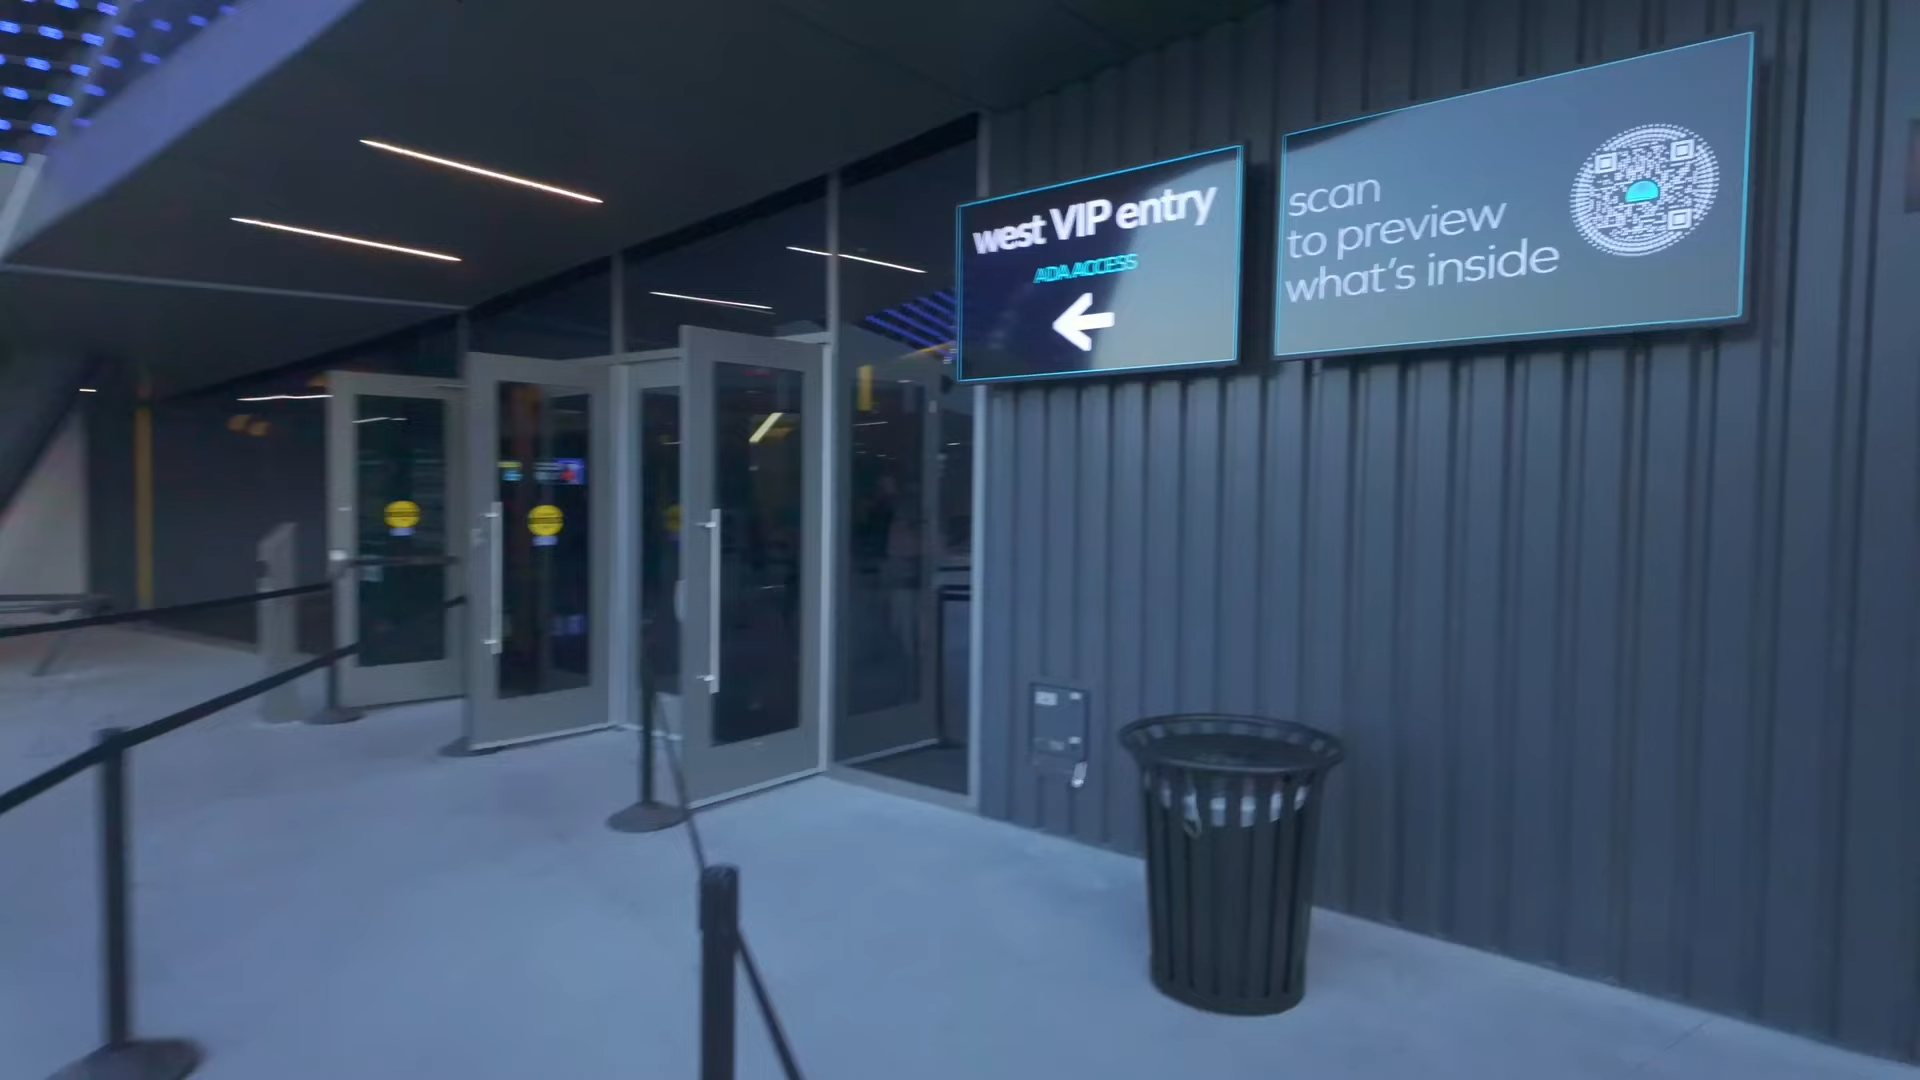 west VIP entry
ADA ACCESS
scan
to preview
what's inside